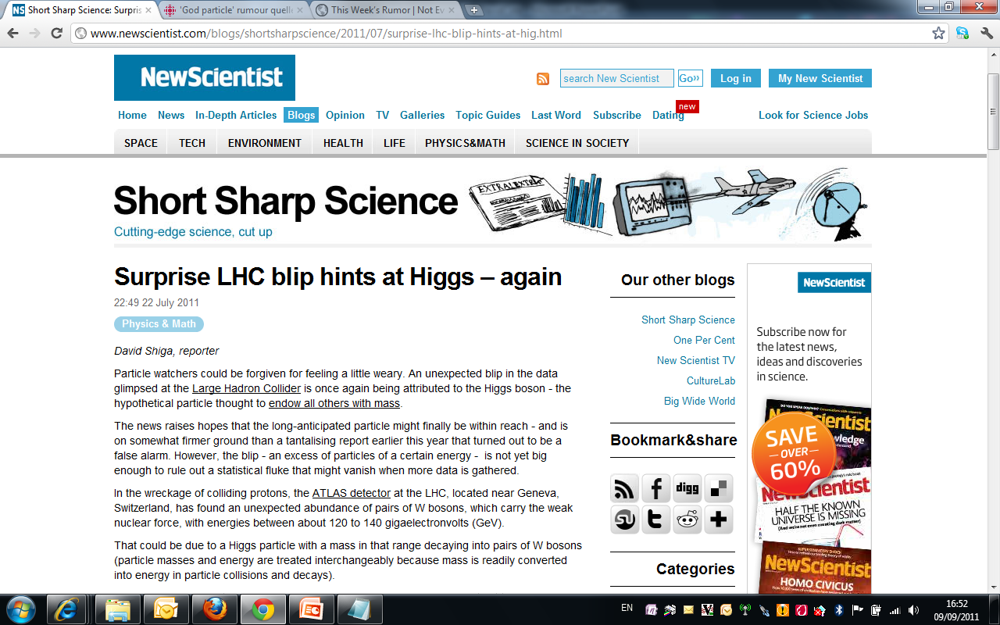 Short Sharp Science: Surpris
'God particle' rumour quelle
This Week's Rumor | Not Ev
www.newscientist.com/blogs/shortsharpscience/2011/07/surprise-lhc-blip-hints-at-hig.html
NewScientist
search New Scientist
Go››
Log in
My New Scientist
new
Home News In-Depth Articles Blogs Opinion TV Galleries Topic Guides Last Word Subscribe Dating Look for Science Jobs
SPACE TECH ENVIRONMENT HEALTH LIFE PHYSICS&MATH SCIENCE IN SOCIETY
EXTRA!EXTRA!
Short Sharp Science
Cutting-edge science, cut up
Surprise LHC blip hints at Higgs – again
22:49 22 July 2011
Physics & Math
David Shiga, reporter
Particle watchers could be forgiven for feeling a little weary. An unexpected blip in the data
glimpsed at the Large Hadron Collider is once again being attributed to the Higgs boson - the
hypothetical particle thought to endow all others with mass.
The news raises hopes that the long-anticipated particle might finally be within reach - and is
on somewhat firmer ground than a tantalising report earlier this year that turned out to be a
false alarm. However, the blip - an excess of particles of a certain energy - is not yet big
enough to rule out a statistical fluke that might vanish when more data is gathered.
In the wreckage of colliding protons, the ATLAS detector at the LHC, located near Geneva,
Switzerland, has found an unexpected abundance of pairs of W bosons, which carry the weak
nuclear force, with energies between about 120 to 140 gigaelectronvolts (GeV).
That could be due to a Higgs particle with a mass in that range decaying into pairs of W bosons
(particle masses and energy are treated interchangeably because mass is readily converted
into energy in particle collisions and decays).
Our other blogs
Short Sharp Science
One Per Cent
New Scientist TV
CultureLab
Big Wide World
Bookmark&share
digg
Categories
NewScientist
Subscribe now for
the latest news,
ideas and discoveries
in science.
SAVE
OVER
60%
HALF THE KNOWN
UNIVERSE IS MISSING
(And we're not even counting dark matter)
SUPERSYMMETRY SHOCK
NewScientist
HOMO CIVICUS
EN
16:52
09/09/2011